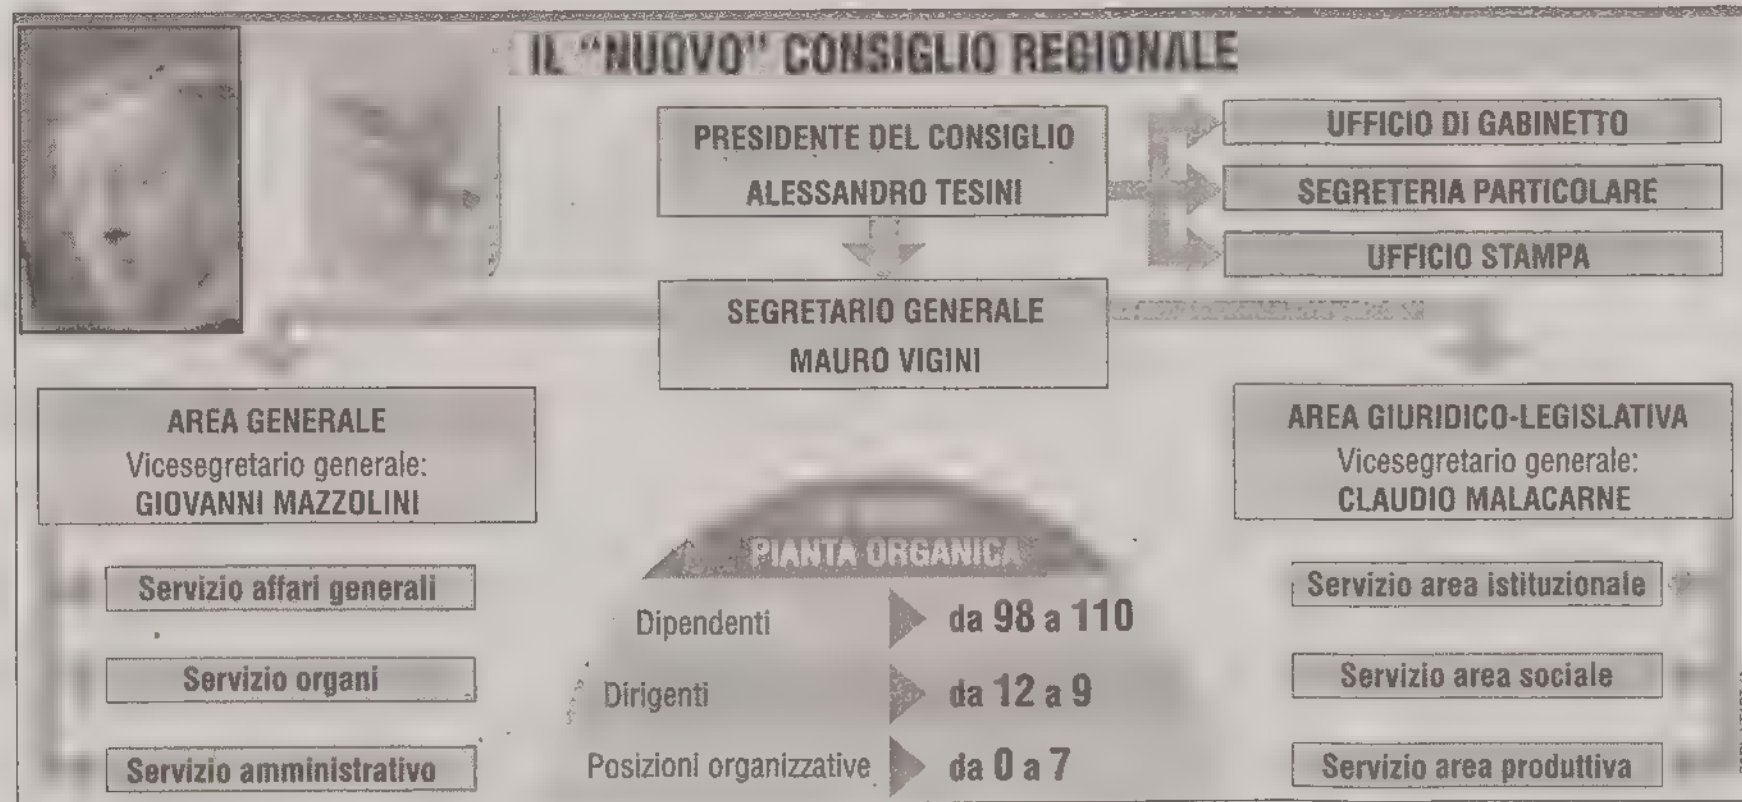 IL “NUOVO” CONSIGLIO REGIONALE
PRESIDENTE DEL CONSIGLIO
ALESSANDRO TESINI
UFFICIO DI GABINETTO
SEGRETERIA PARTICOLARE
UFFICIO STAMPA
SEGRETARIO GENERALE
MAURO VIGINI
AREA GENERALE
Vicesegretario generale:
GIOVANNI MAZZOLINI
Servizio affari generali
Servizio organi
Servizio amministrativo
PIANTA ORGANICA
Dipendenti da 98 a 110
Dirigenti da 12 a 9
Posizioni organizzative da 0 a 7
AREA GIURIDICO-LEGISLATIVA
Vicesegretario generale:
CLAUDIO MALACARNE
Servizio area istituzionale
Servizio area sociale
Servizio area produttiva